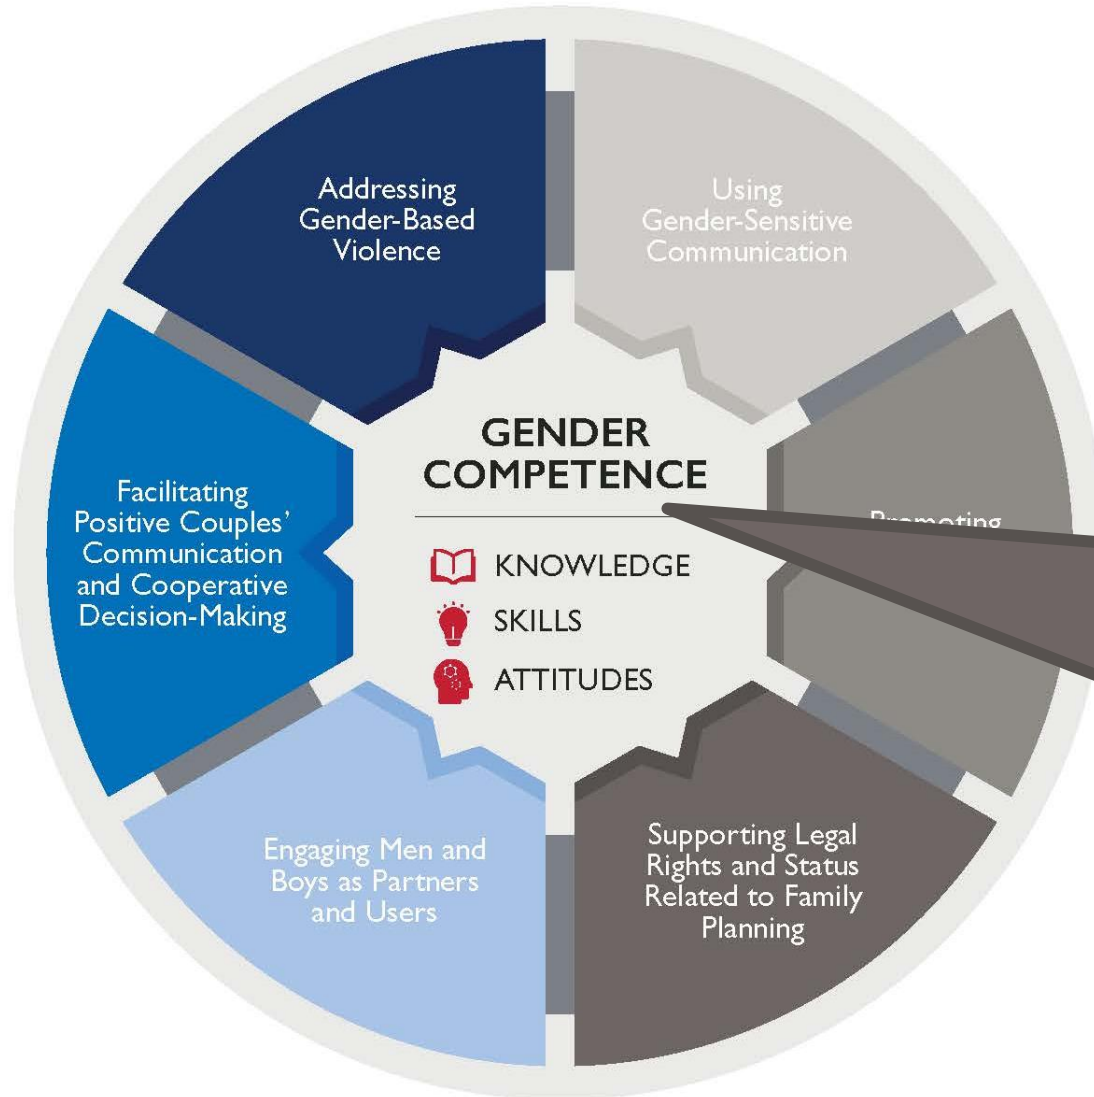 Addressing
Gender-Based
Violence
Using
Gender-Sensitive
Communication
Promoting
Supporting Legal
Rights and Status
Related to Family
Planning
Engaging Men and
Boys as Partners
and Users
Facilitating
Positive Couples’
Communication
and Cooperative
Decision-Making
GENDER
COMPETENCE
KNOWLEDGE
SKILLS
ATTITUDES